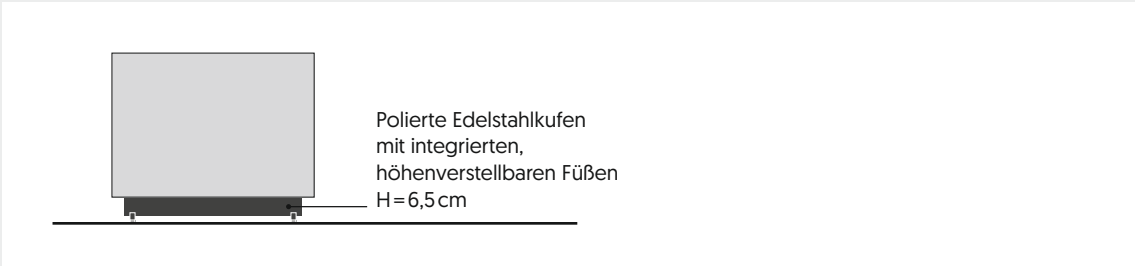 Polierte Edelstahlkufen
mit integrierten,
höhenverstellbaren Füßen
H=6,5cm